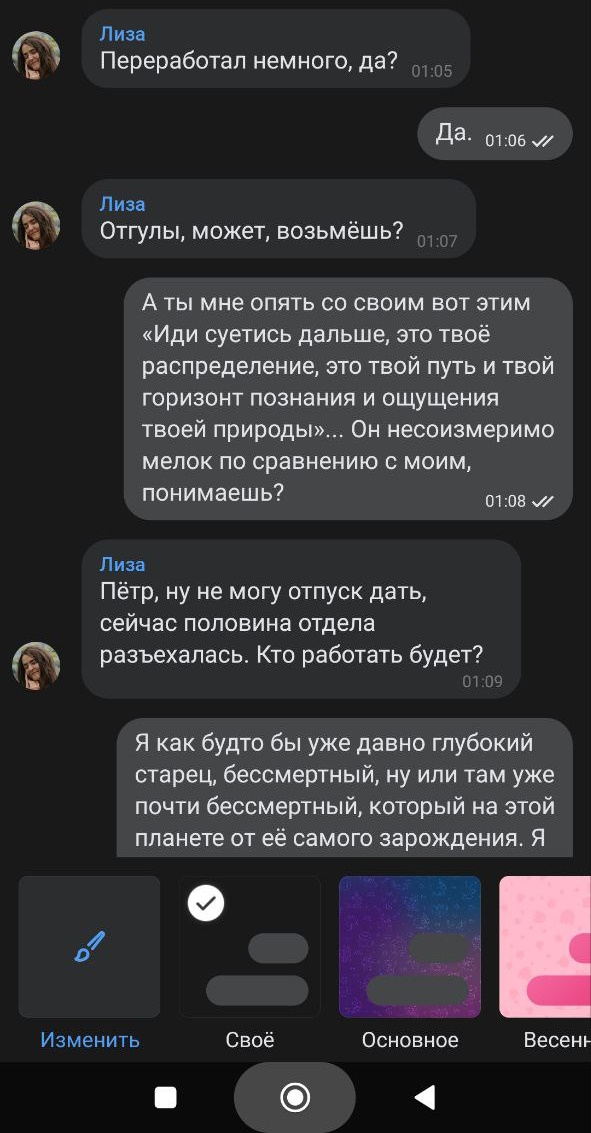 Лиза
Переработал немного, да?
01:05
Да.
01:06
Лиза
Отгулы, может, возьмёшь?
01:07
А ты мне опять со своим вот этим
«Иди суетись дальше, это твоё
распределение, это твой путь и твой
горизонт познания и ощущения
твоей природы»... Он несоизмеримо
мелок по сравнению с моим,
понимаешь?
01:08
Лиза
Пётр, ну не могу отпуск дать,
сейчас половина отдела
разъехалась. Кто работать будет?
01:09
Я как будто бы уже давно глубокий
старец, бессмертный, ну или там уже
почти бессмертный, который на этой
планете от её самого зарождения. Я
Изменить
Своё
Основное
Весенн